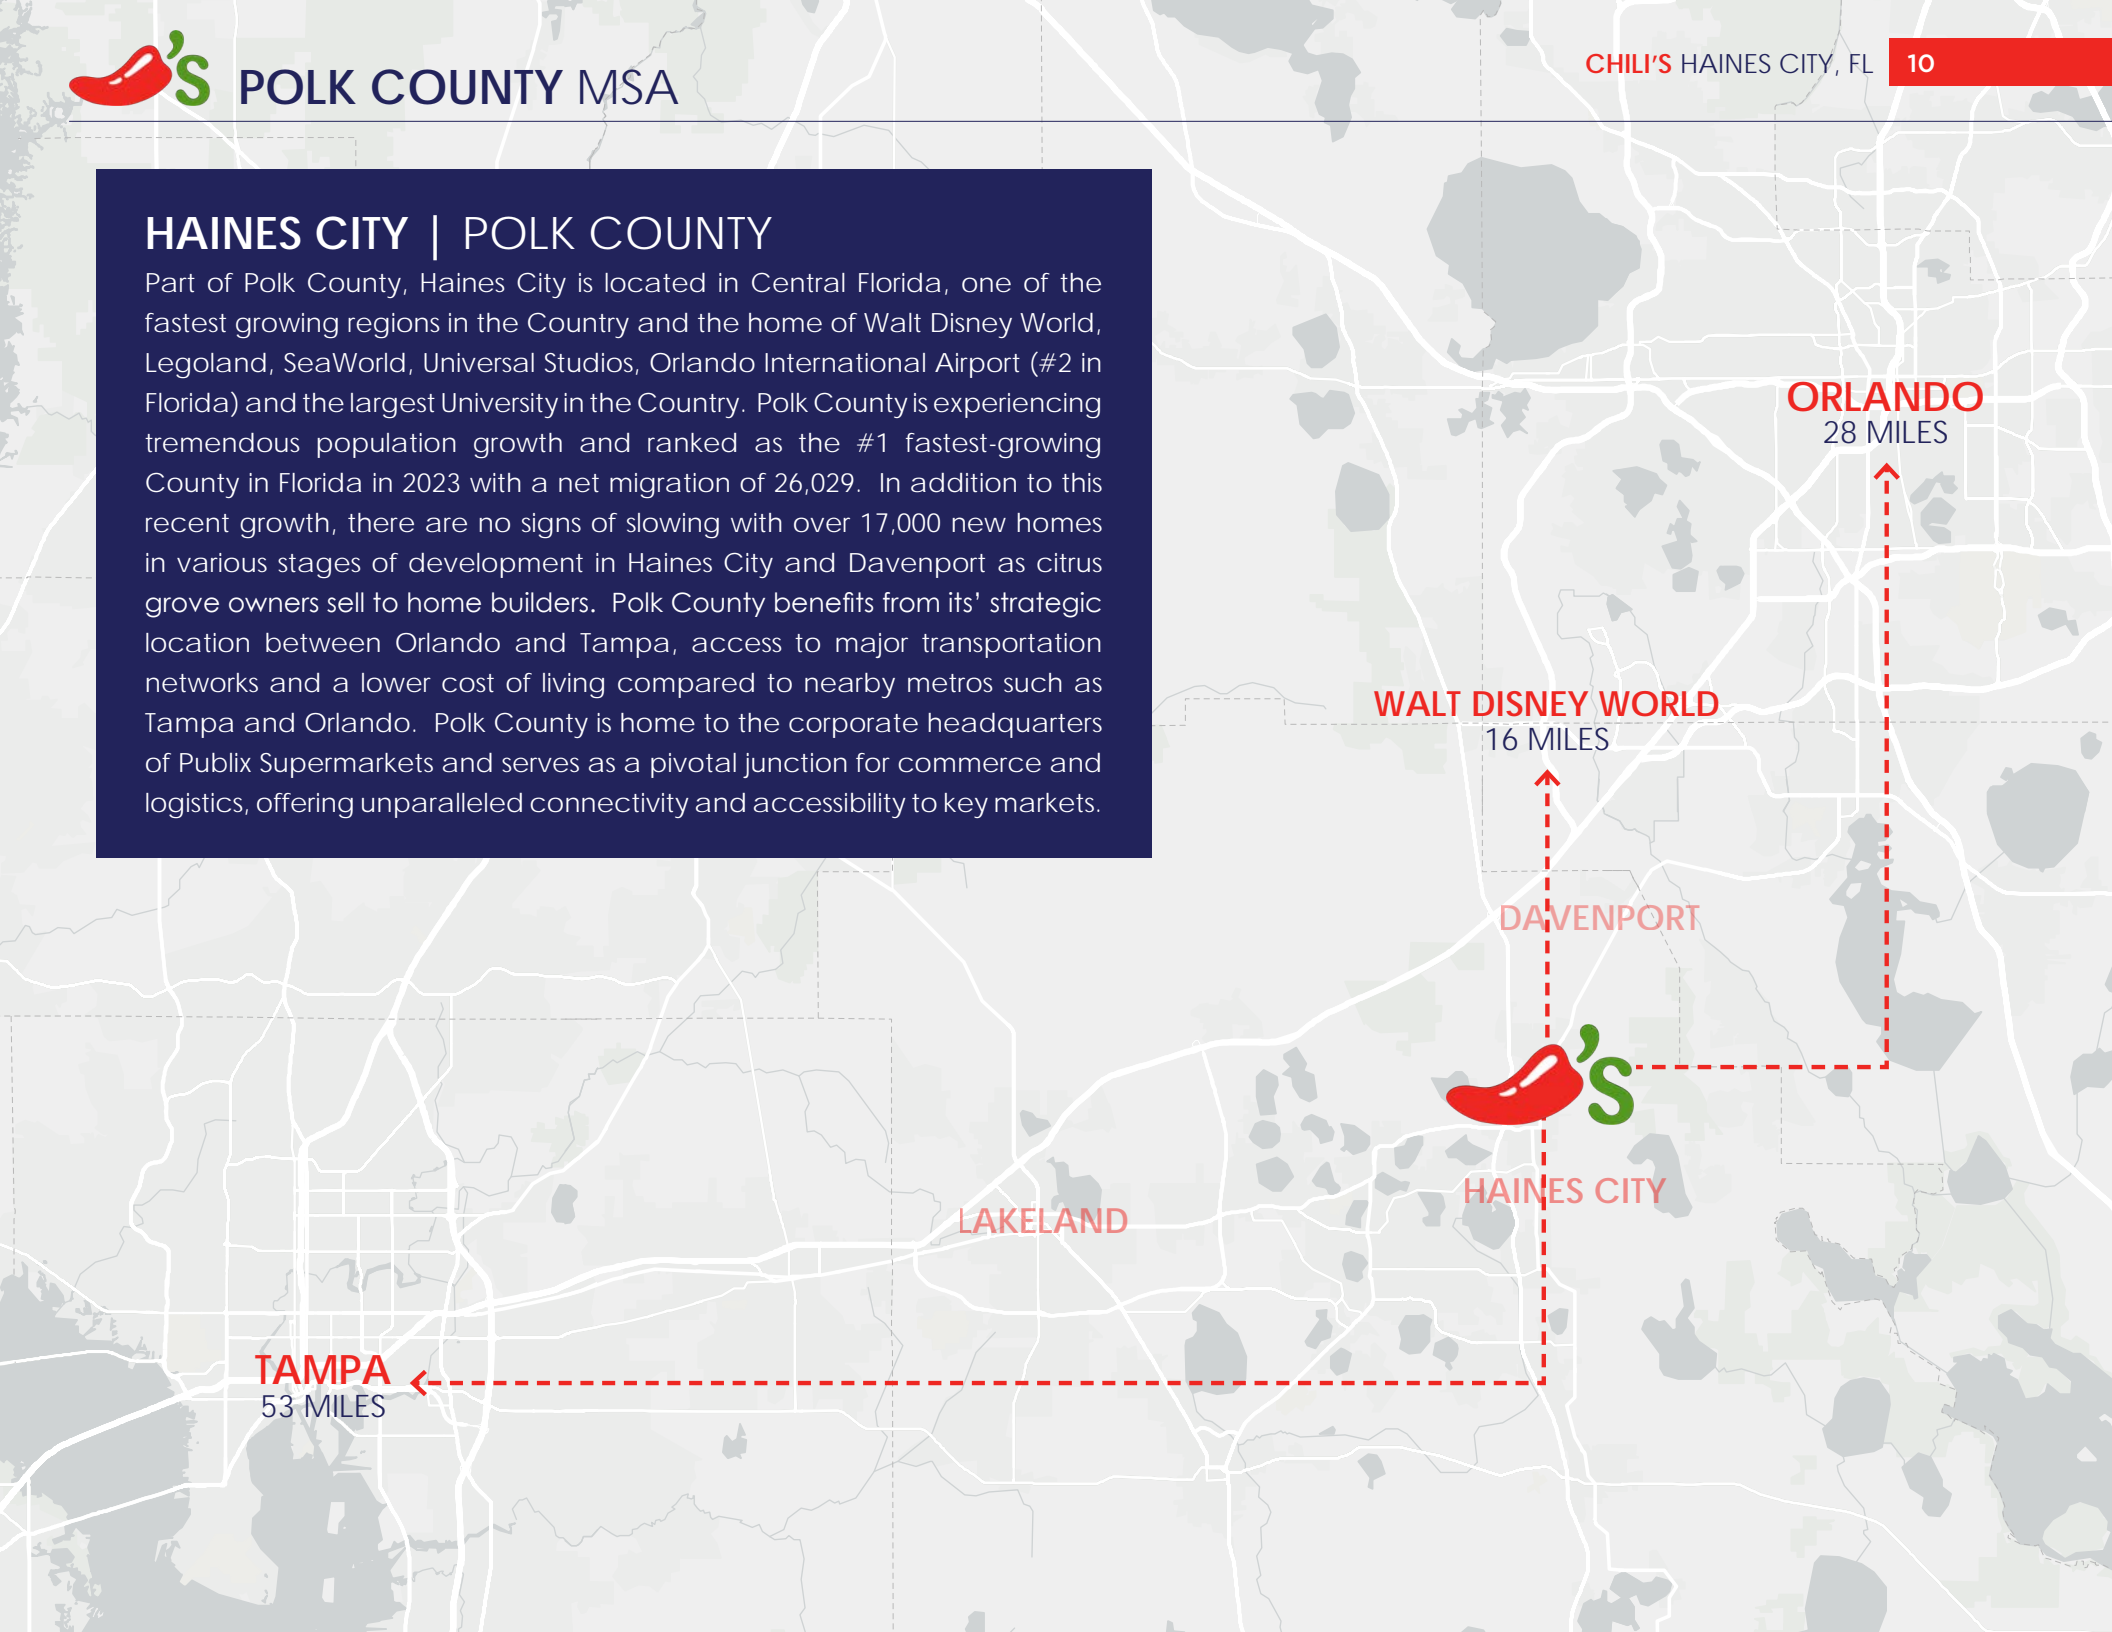 's POLK COUNTY MSA
CHILI'S HAINES CITY, FL 10
HAINES CITY | POLK COUNTY
Part of Polk County, Haines City is located in Central Florida, one of the
fastest growing regions in the Country and the home of Walt Disney World,
Legoland, SeaWorld, Universal Studios, Orlando International Airport (#2 in
Florida) and the largest University in the Country. Polk County is experiencing
tremendous population growth and ranked as the #1 fastest-growing
County in Florida in 2023 with a net migration of 26,029. In addition to this
recent growth, there are no signs of slowing with over 17,000 new homes
in various stages of development in Haines City and Davenport as citrus
grove owners sell to home builders. Polk County benefits from its' strategic
location between Orlando and Tampa, access to major transportation
networks and a lower cost of living compared to nearby metros such as
Tampa and Orlando. Polk County is home to the corporate headquarters
of Publix Supermarkets and serves as a pivotal junction for commerce and
logistics, offering unparalleled connectivity and accessibility to key markets.
ORLANDO
28 MILES
WALT DISNEY WORLD
16 MILES
DAVENPORT
's
HAINES CITY
LAKELAND
TAMPA
53 MILES